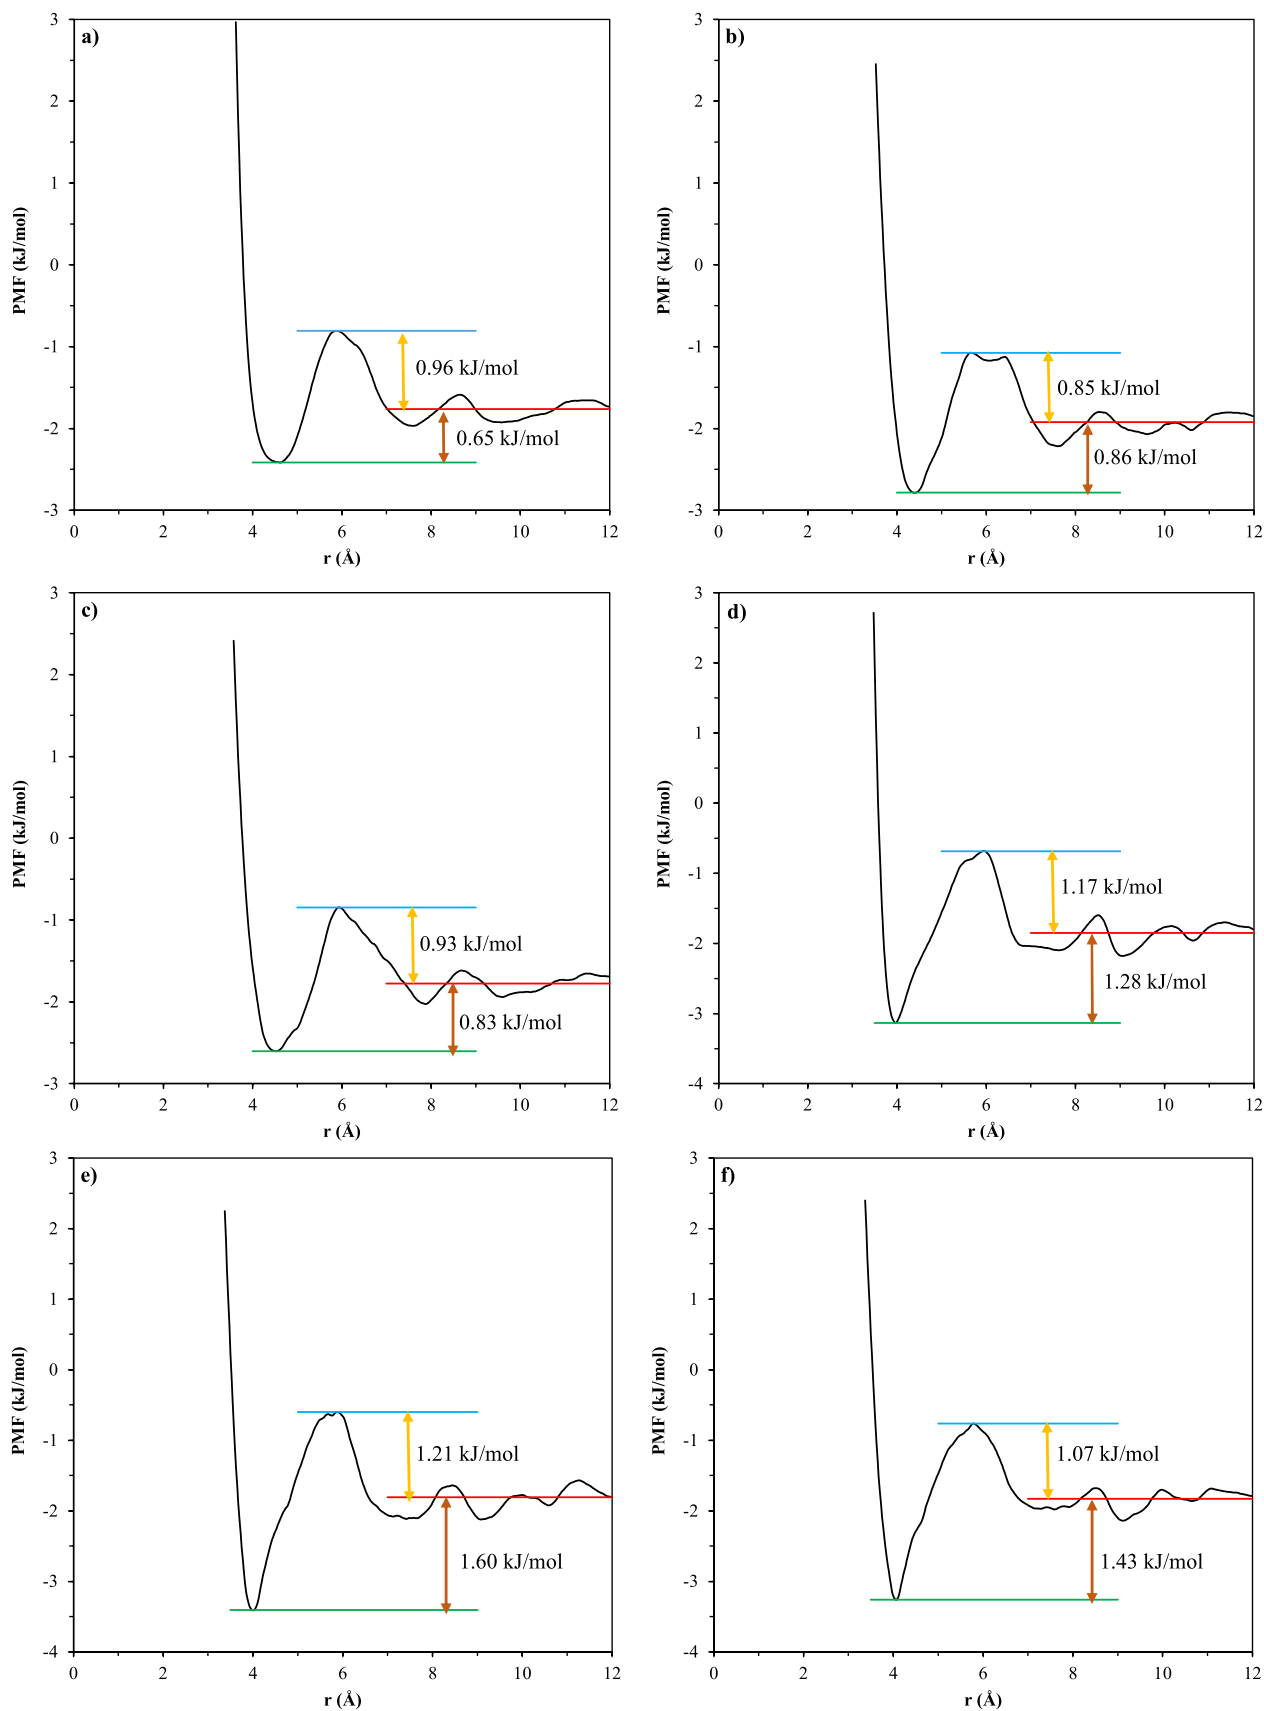 a)
3
2
1
0
-1
-2
-3
PMF (kJ/mol)
0.96 kJ/mol
0.65 kJ/mol
0 2 4 6 8 10 12
r (Å)
b)
3
2
1
0
-1
-2
-3
PMF (kJ/mol)
0.85 kJ/mol
0.86 kJ/mol
0 2 4 6 8 10 12
r (Å)
c)
3
2
1
0
-1
-2
-3
PMF (kJ/mol)
0.93 kJ/mol
0.83 kJ/mol
0 2 4 6 8 10 12
r (Å)
d)
3
2
1
0
-1
-2
-3
-4
PMF (kJ/mol)
1.17 kJ/mol
1.28 kJ/mol
0 2 4 6 8 10 12
r (Å)
e)
3
2
1
0
-1
-2
-3
-4
PMF (kJ/mol)
1.21 kJ/mol
1.60 kJ/mol
0 2 4 6 8 10 12
r (Å)
f)
3
2
1
0
-1
-2
-3
-4
PMF (kJ/mol)
1.07 kJ/mol
1.43 kJ/mol
0 2 4 6 8 10 12
r (Å)